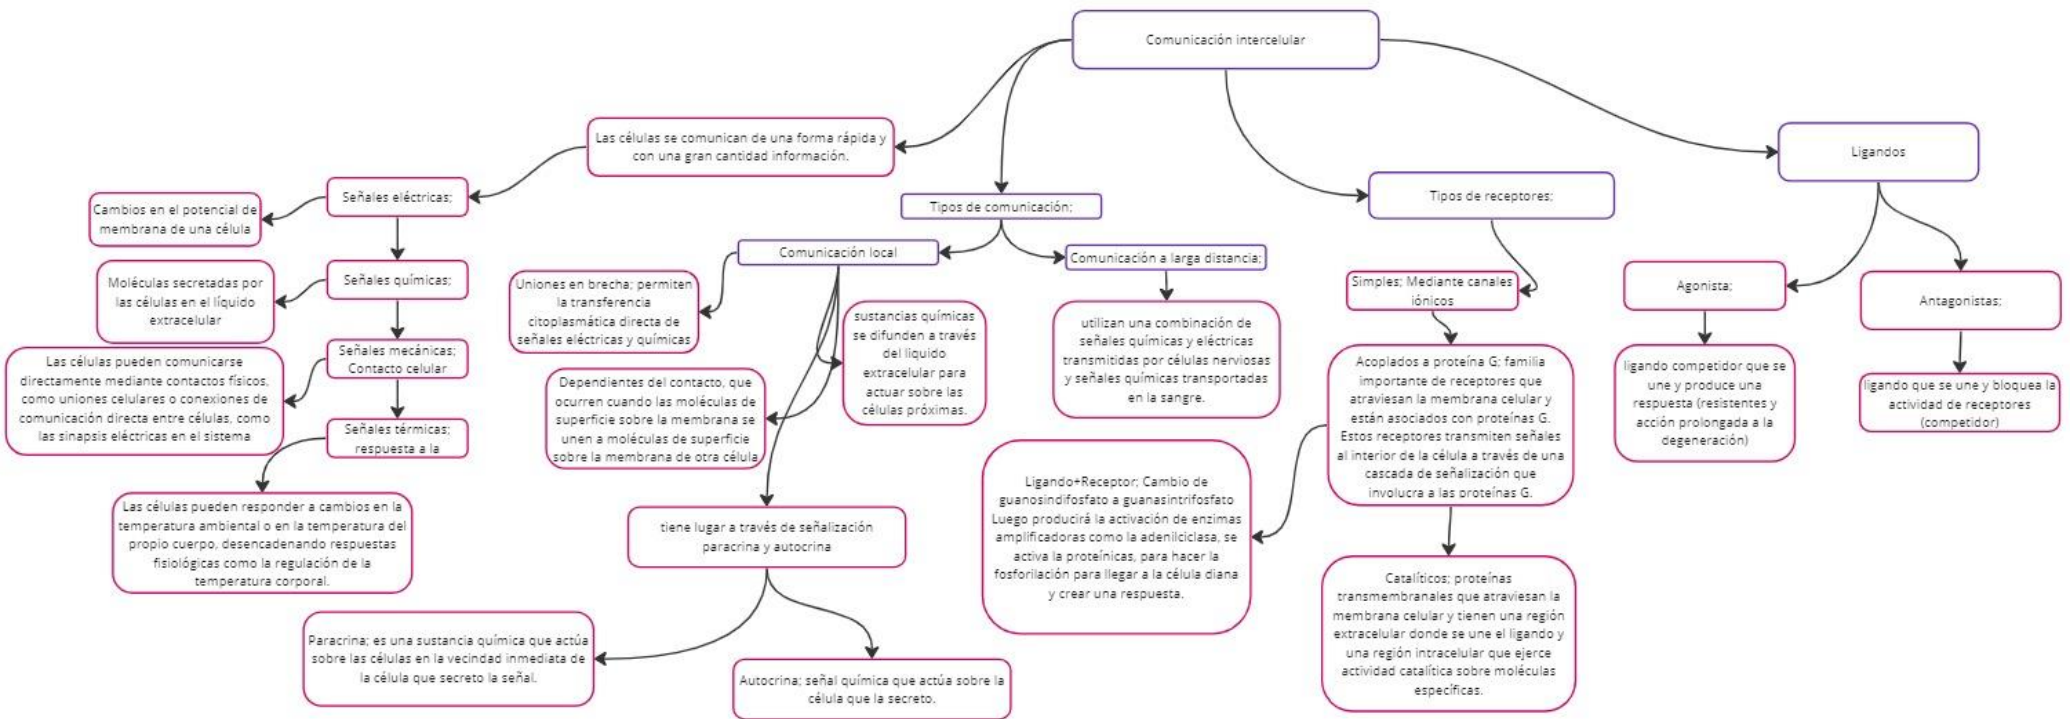 Comunicación intercelular
Las células se comunican de una forma rápida y
con una gran cantidad información.
Señales eléctricas;
Cambios en el potencial de
membrana de una célula
Señales químicas;
Moléculas secretadas por
las células en el líquido
extracelular
Señales mecánicas;
Contacto celular
Las células pueden comunicarse
directamente mediante contactos físicos,
como uniones celulares o conexiones de
comunicación directa entre células, como
las sinapsis eléctricas en el sistema
Señales térmicas;
respuesta a la
Las células pueden responder a cambios en la
temperatura ambiental o en la temperatura del
propio cuerpo, desencadenando respuestas
fisiológicas como la regulación de la
temperatura corporal.
Tipos de comunicación;
Comunicación local
Uniones en brecha; permiten
la transferencia
citoplasmática directa de
señales eléctricas y químicas
Dependientes del contacto, que
ocurren cuando las moléculas de
superficie sobre la membrana se
unen a moléculas de superficie
sobre la membrana de otra célula
sustancias químicas
se difunden a través
del líquido
extracelular para
actuar sobre las
células próximas.
tiene lugar a través de señalización
paracrina y autocrina
Paracrina; es una sustancia química que actúa
sobre las células en la vecindad inmediata de
la célula que secreto la señal.
Autocrina; señal química que actúa sobre la
célula que la secreto.
Comunicación a larga distancia;
utilizan una combinación de
señales químicas y eléctricas
transmitidas por células nerviosas
y señales químicas transportadas
en la sangre.
Tipos de receptores;
Simples; Mediante canales
iónicos
Acoplados a proteína G; familia
importante de receptores que
atraviesan la membrana celular y
están asociados con proteínas G.
Estos receptores transmiten señales
al interior de la célula a través de una
cascada de señalización que
involucra a las proteínas G.
Ligando+Receptor; Cambio de
guanosindifosfato a guanasintrifosfato
Luego producirá la activación de enzimas
amplificadoras como la adenilciclasa, se
activa la proteínicas, para hacer la
fosforilación para llegar a la célula diana
y crear una respuesta.
Catalíticos; proteínas
transmembranales que atraviesan la
membrana celular y tienen una región
extracelular donde se une el ligando y
una región intracelular que ejerce
actividad catalítica sobre moléculas
específicas.
Ligandos
Agonista;
ligando competidor que se
une y produce una
respuesta (resistentes y
acción prolongada a la
degeneración)
Antagonistas;
ligando que se une y bloquea la
actividad de receptores
(competidor)